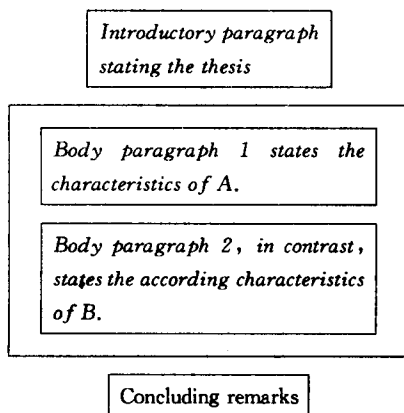 Introductory paragraph
stating the thesis
Body paragraph 1 states the
characteristics of A.
Body paragraph 2, in contrast,
states the according characteristics
of B.
Concluding remarks